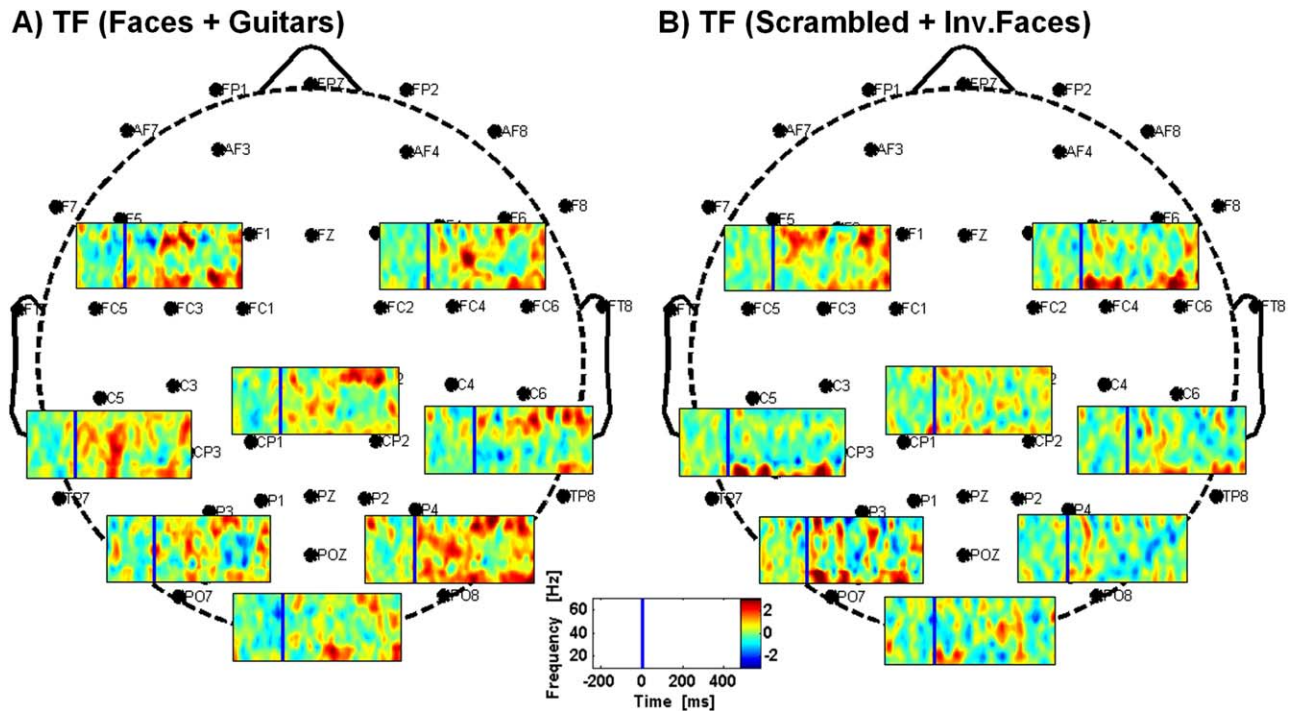 A) TF (Faces + Guitars)
B) TF (Scrambled + Inv.Faces)
FP1 FP7 FP2
AF7 AF8
AF3 AF4
F7 F8
F5 F6
F1 FZ
FC5 FC3 FC1 FC2 FC4 FC6 FT8
C3 C4
C5 C6
CP3 CP1 CP2
TP7 P1 PZ P2 TP8
P3 P4
POZ
PO7 PO8
FP1 FP7 FP2
AF7 AF8
AF3 AF4
F7 F8
F5 F6
F1 FZ
FC5 FC3 FC1 FC2 FC4 FC6 FT8
C3 C4
C5 C6
CP3 CP1 CP2
TP7 P1 PZ P2 TP8
P3 P4
POZ
PO7 PO8
Frequency [Hz]
60
40
20
-200 0 200 400
Time [ms]
2
0
-2